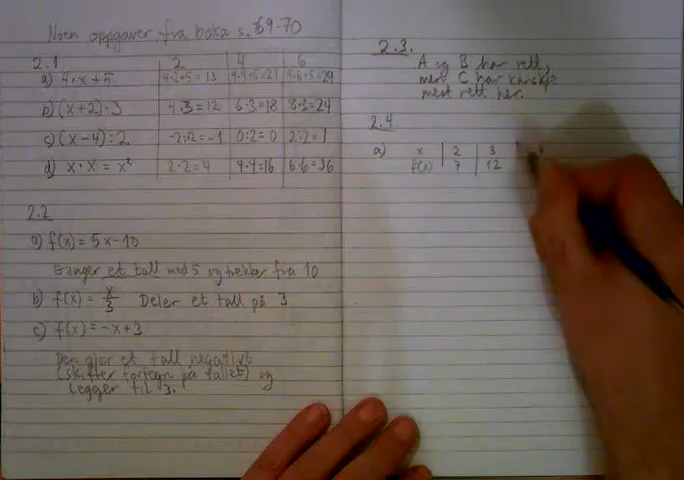 Noen oppgaver fra boka s. 69-70
2.1 2 4 6
a) 4·x+5 4·2+5=13 4·4+5=21 4·6+5=29
b) (x+2)·3 4·3=12 6·3=18 8·3=24
c) (x-4):2 -2:2=-1 0:2=0 2:2=1
d) x·x=x² 2·2=4 4·4=16 6·6=36
2.2
a) f(x)=5x-10
Ganger et tall med 5 og trekker fra 10
b) f(x)=x/3 Deler et tall på 3
c) f(x)=-x+3
Den gjør et tall negativt
(skifter fortegn på tallet) og
legger til 3.
2.3.
A og B har rett,
men C har kanskje
mest rett her.
2.4
a) x 2 3 4
f(x) 7 12